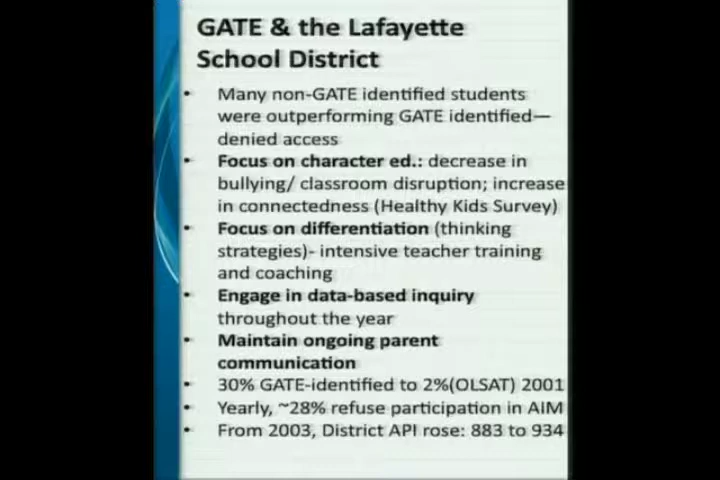 GATE & the Lafayette
School District
• Many non-GATE identified students
were outperforming GATE identified—
denied access
• Focus on character ed.: decrease in
bullying/ classroom disruption; increase
in connectedness (Healthy Kids Survey)
• Focus on differentiation (thinking
strategies)- intensive teacher training
and coaching
• Engage in data-based inquiry
throughout the year
• Maintain ongoing parent
communication
• 30% GATE-identified to 2%(OLSAT) 2001
• Yearly, ~28% refuse participation in AIM
• From 2003, District API rose: 883 to 934